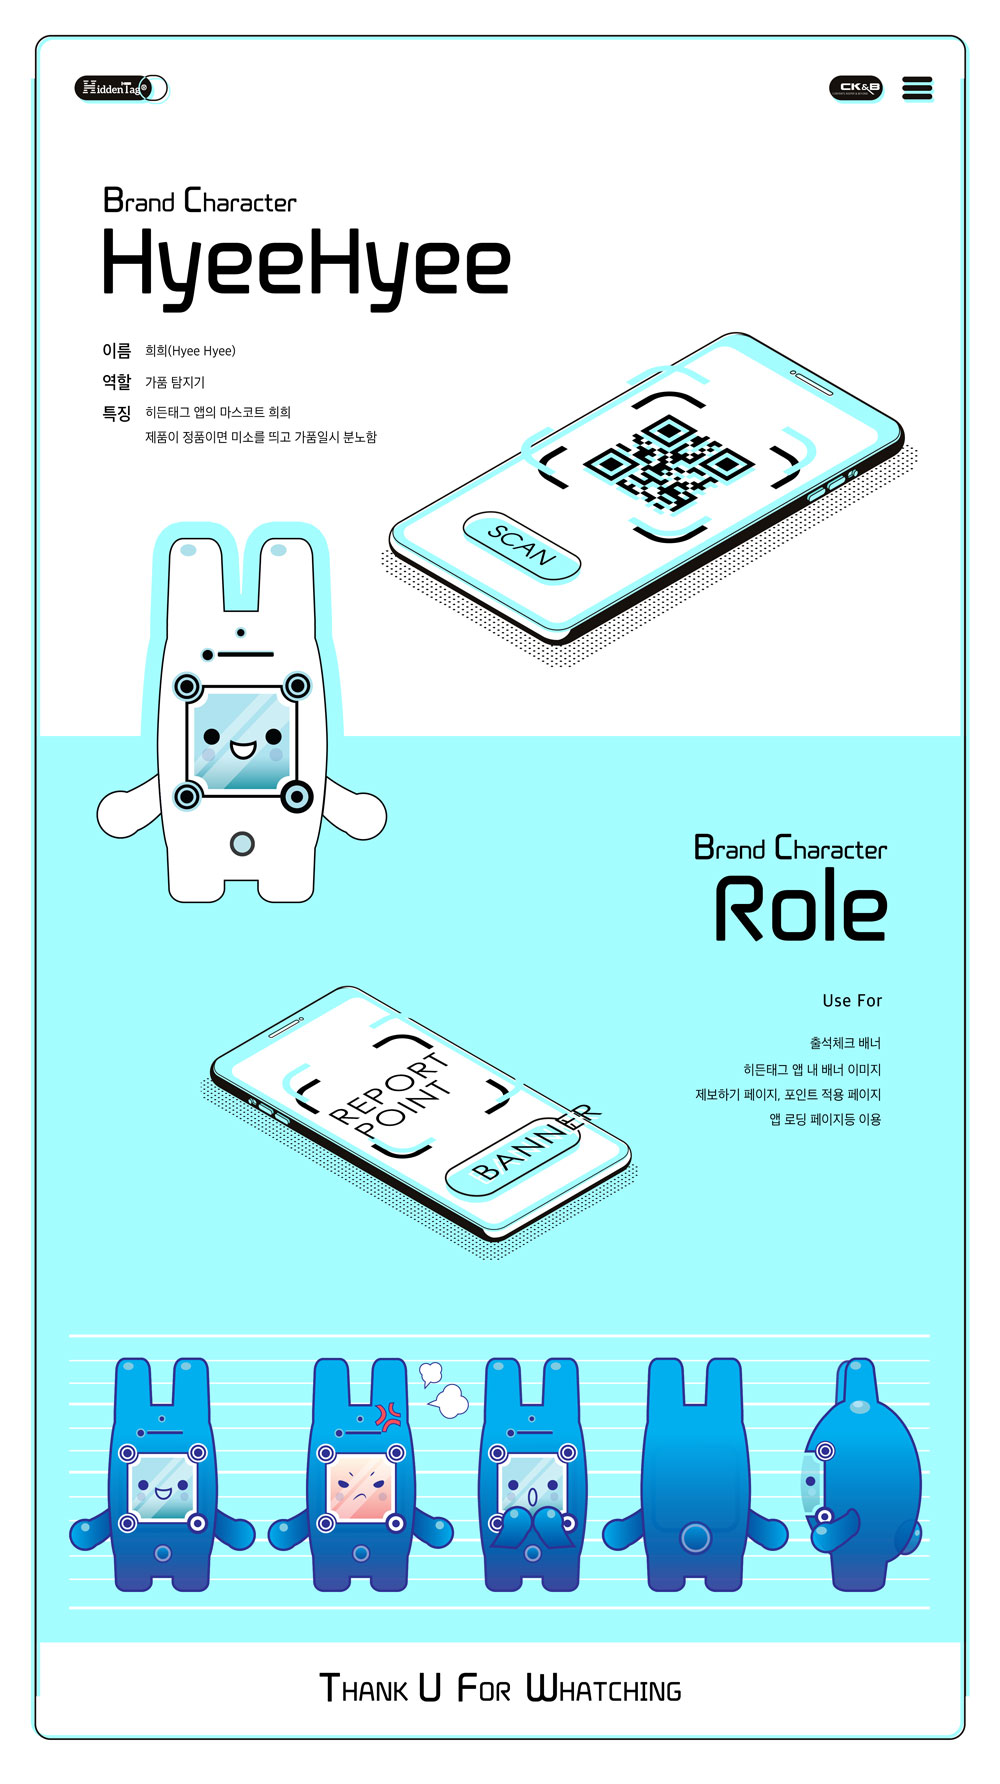 HiddenTag®
CK&B
Brand Character
HyeeHyee
이름 희희(Hyee Hyee)
역할 가품 탐지기
특징 히든태그 앱의 마스코트 희희
제품이 정품이면 미소를 띄고 가품일시 분노함
SCAN
Brand Character
Role
Use For
출석체크 배너
히든태그 앱 내 배너 이미지
제보하기 페이지, 포인트 적용 페이지
앱 로딩 페이지등 이용
REPORT
POINT
BANNER
THANK U FOR WHATCHING